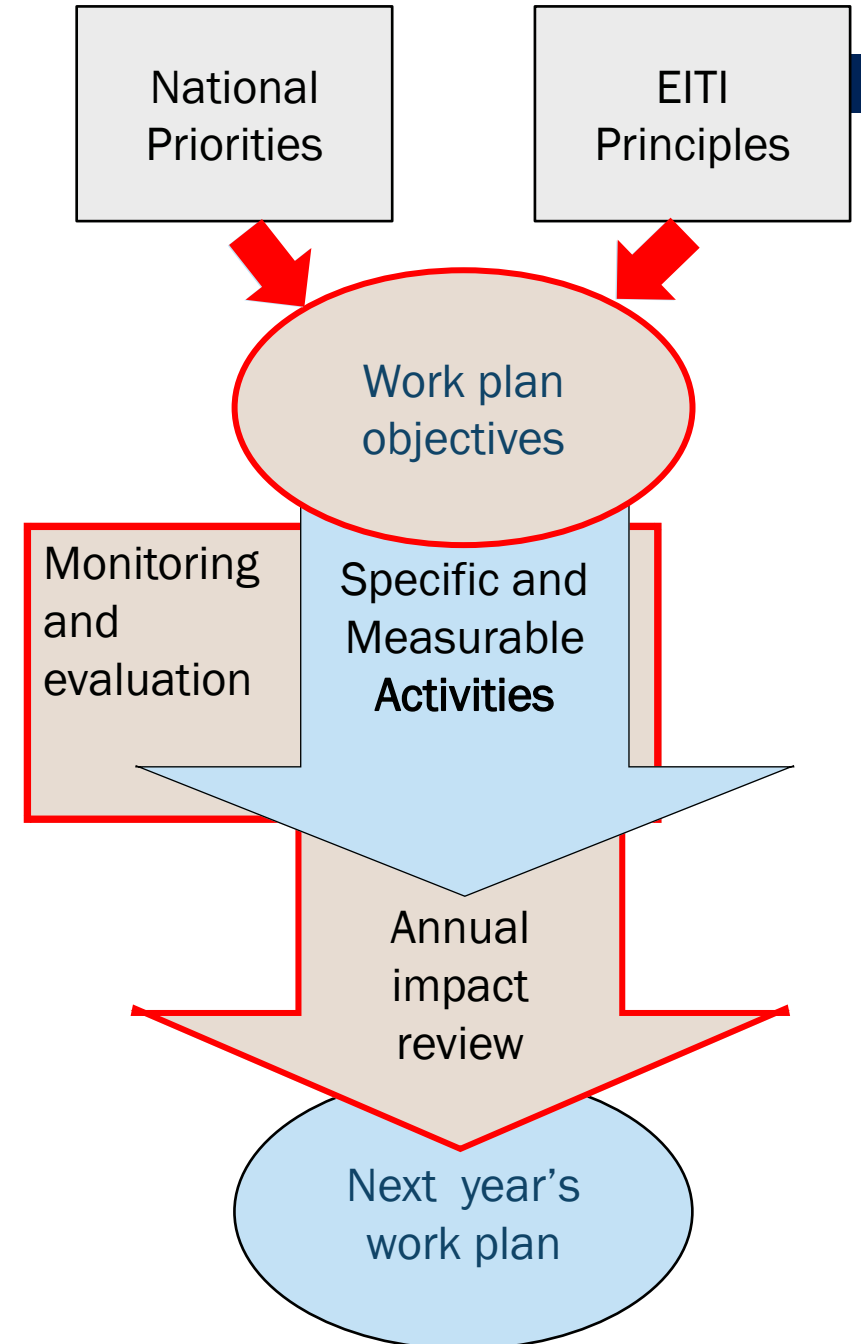 National
Priorities
EITI
Principles
Work plan
objectives
Monitoring
and
evaluation
Specific and
Measurable
Activities
Annual
impact
review
Next year’s
work plan